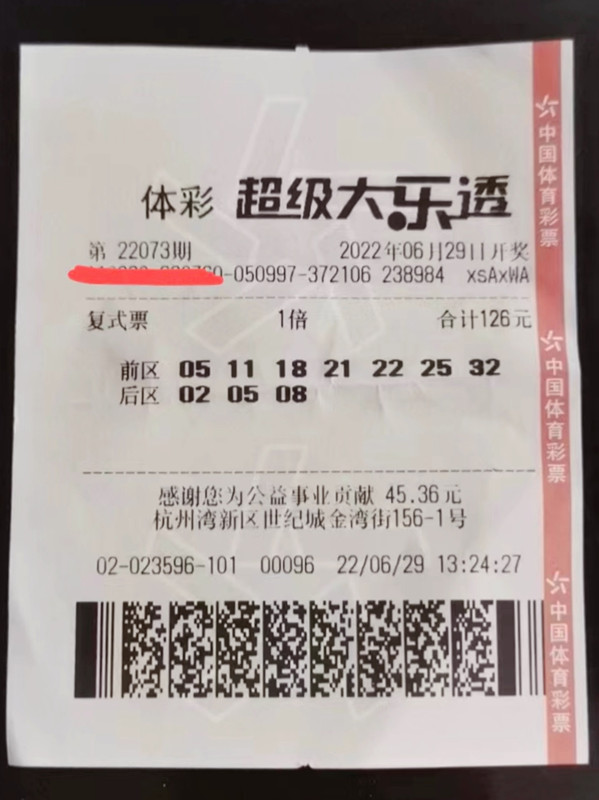 体彩 超级大乐透
第 22073期 2022年06月29日开奖
-050997-372106 238984 xsAxWA
复式票 1倍 合计126元
前区 05 11 18 21 22 25 32
后区 02 05 08
感谢您为公益事业贡献 45.36元
杭州湾新区世纪城金湾街156-1号
02-023596-101 00096 22/06/29 13:24:27
中国体育彩票
中国体育彩票
中国体育彩票